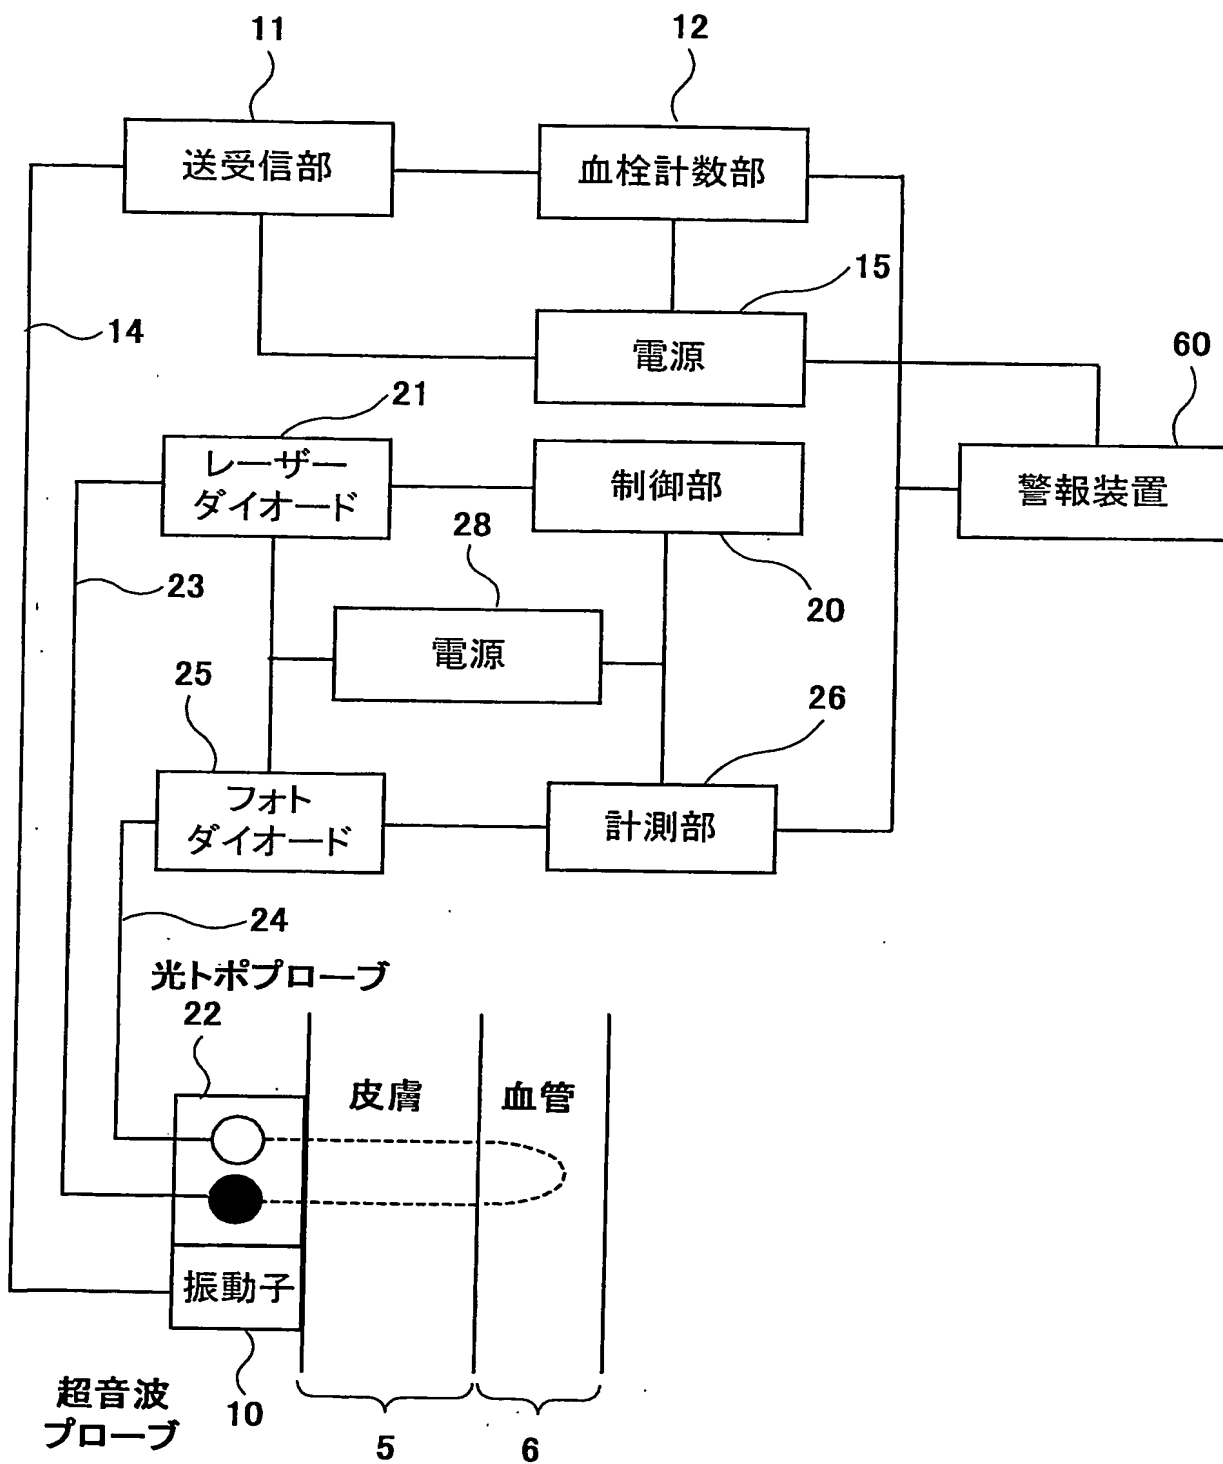 11
12
送受信部
血栓計数部
15
14
電源
60
21
レーザー
ダイオード
制御部
警報装置
28
23
20
電源
25
26
フォト
ダイオード
計測部
24
光トポプローブ
22
皮膚
血管
振動子
超音波
プローブ
10
5
6